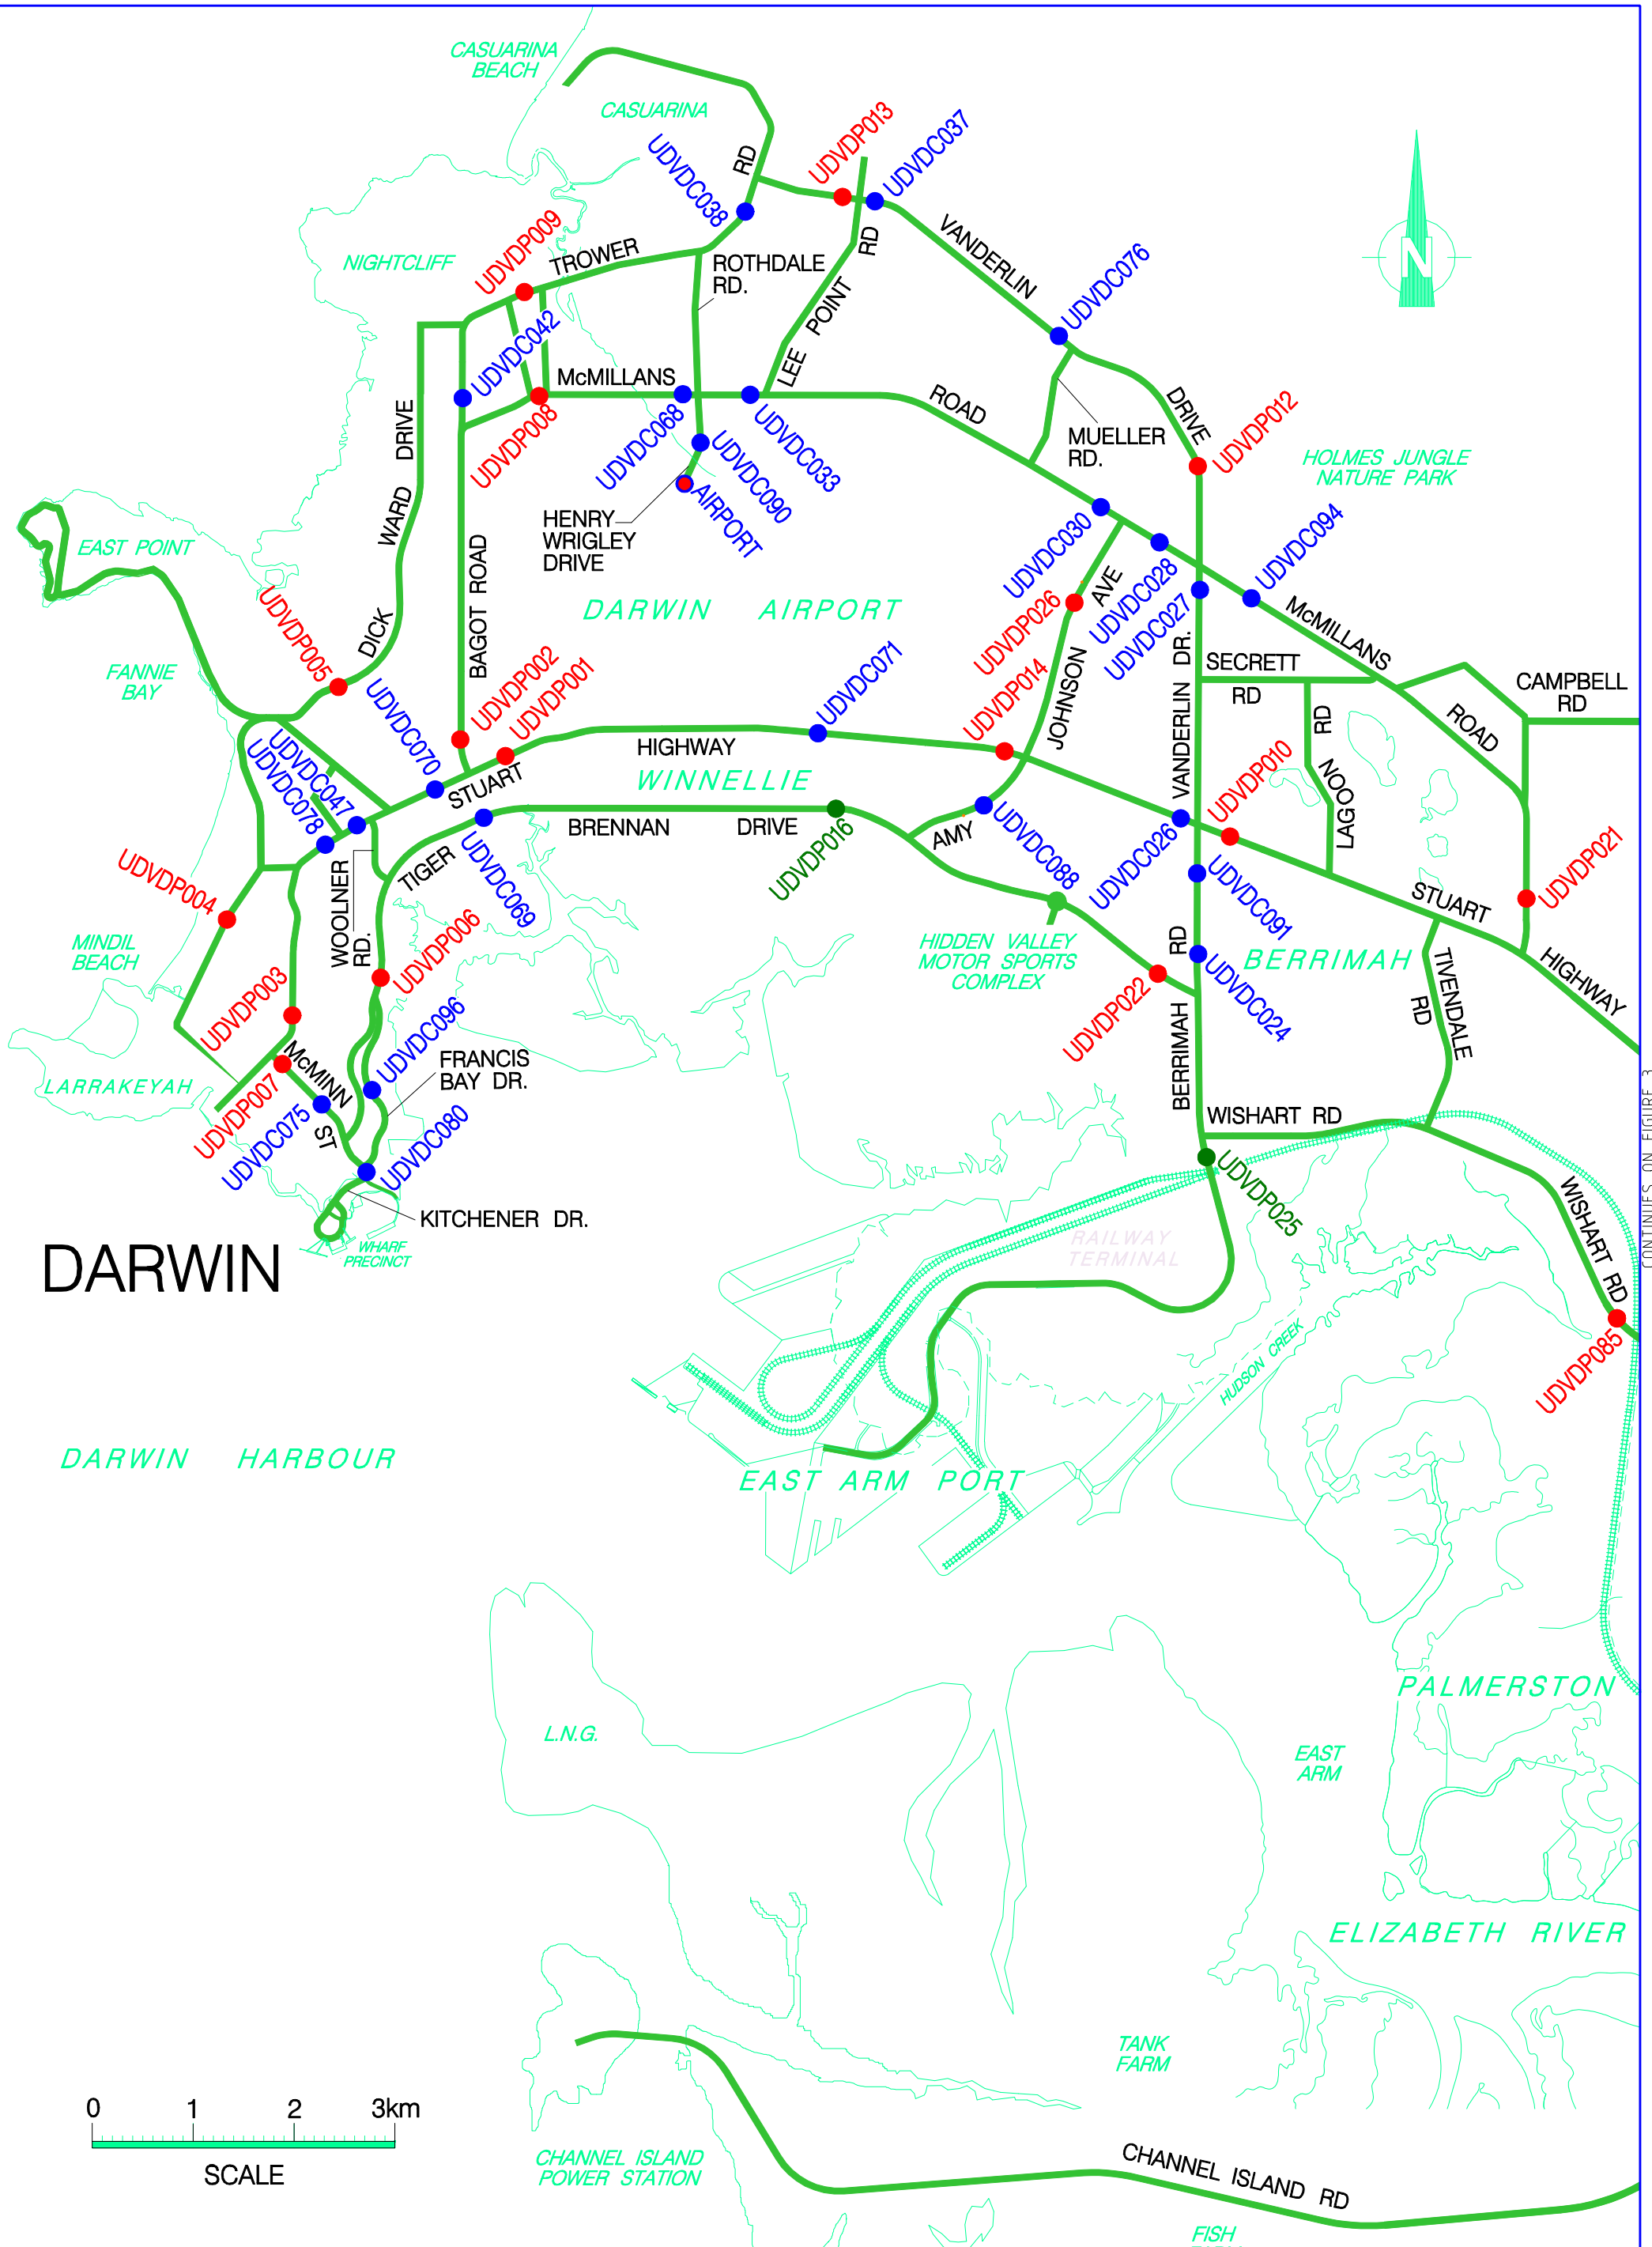 CASUARINA
BEACH
CASUARINA
UDVDP013
UDVDC037
UDVDC038
RD
UDVDP009
NIGHTCLIFF
TROWER
ROTHDALE
RD.
RD
VANDERLIN
UDVDC076
N
UDVDC042
POINT
LEE
McMILLANS
ROAD
DRIVE
DRIVE
UDVDP012
UDVDP008
UDVDC068
UDVDC090
UDVDC033
MUELLER
RD.
HOLMES JUNGLE
NATURE PARK
WARD
AIRPORT
HENRY
WRIGLEY
DRIVE
EAST POINT
BAGOT ROAD
UDVDC030
UDVDC028
UDVDC027
UDVDC094
AVE
UDVDP026
DARWIN AIRPORT
McMILLANS
UDVDP005
DICK
FANNIE
BAY
UDVDP002
UDVDP001
UDVDC071
UDVDP014
JOHNSON
VANDERLIN DR.
SECRETT
RD
CAMPBELL
RD
ROAD
RD
LAGOON
UDVDC070
UDVDC047
UDVDC078
STUART
HIGHWAY
WINNELLIE
UDVDP010
BRENNAN DRIVE
UDVDP016
AMY
UDVDC088
UDVDC026
UDVDP004
WOOLNER
RD.
TIGER
UDVDC069
UDVDC091
STUART
UDVDP021
MINDIL
BEACH
UDVDP006
HIDDEN VALLEY
MOTOR SPORTS
COMPLEX
RD
BERRIMAH
UDVDP003
UDVDP022
UDVDC024
TIVENDALE
RD
HIGHWAY
UDVDC096
McMINN
ST
FRANCIS
BAY DR.
LARRAKEYAH
UDVDP007
UDVDC075
UDVDC080
BERRIMAH
WISHART RD
CONTINUES ON FIGURE 3
UDVDP025
WISHART RD
KITCHENER DR.
WHARF
PRECINCT
RAILWAY
TERMINAL
DARWIN
UDVDP085
HUDSON CREEK
DARWIN HARBOUR
EAST ARM PORT
PALMERSTON
L.N.G.
EAST
ARM
ELIZABETH RIVER
TANK
FARM
0 1 2 3km
SCALE
CHANNEL ISLAND
POWER STATION
CHANNEL ISLAND RD
FISH